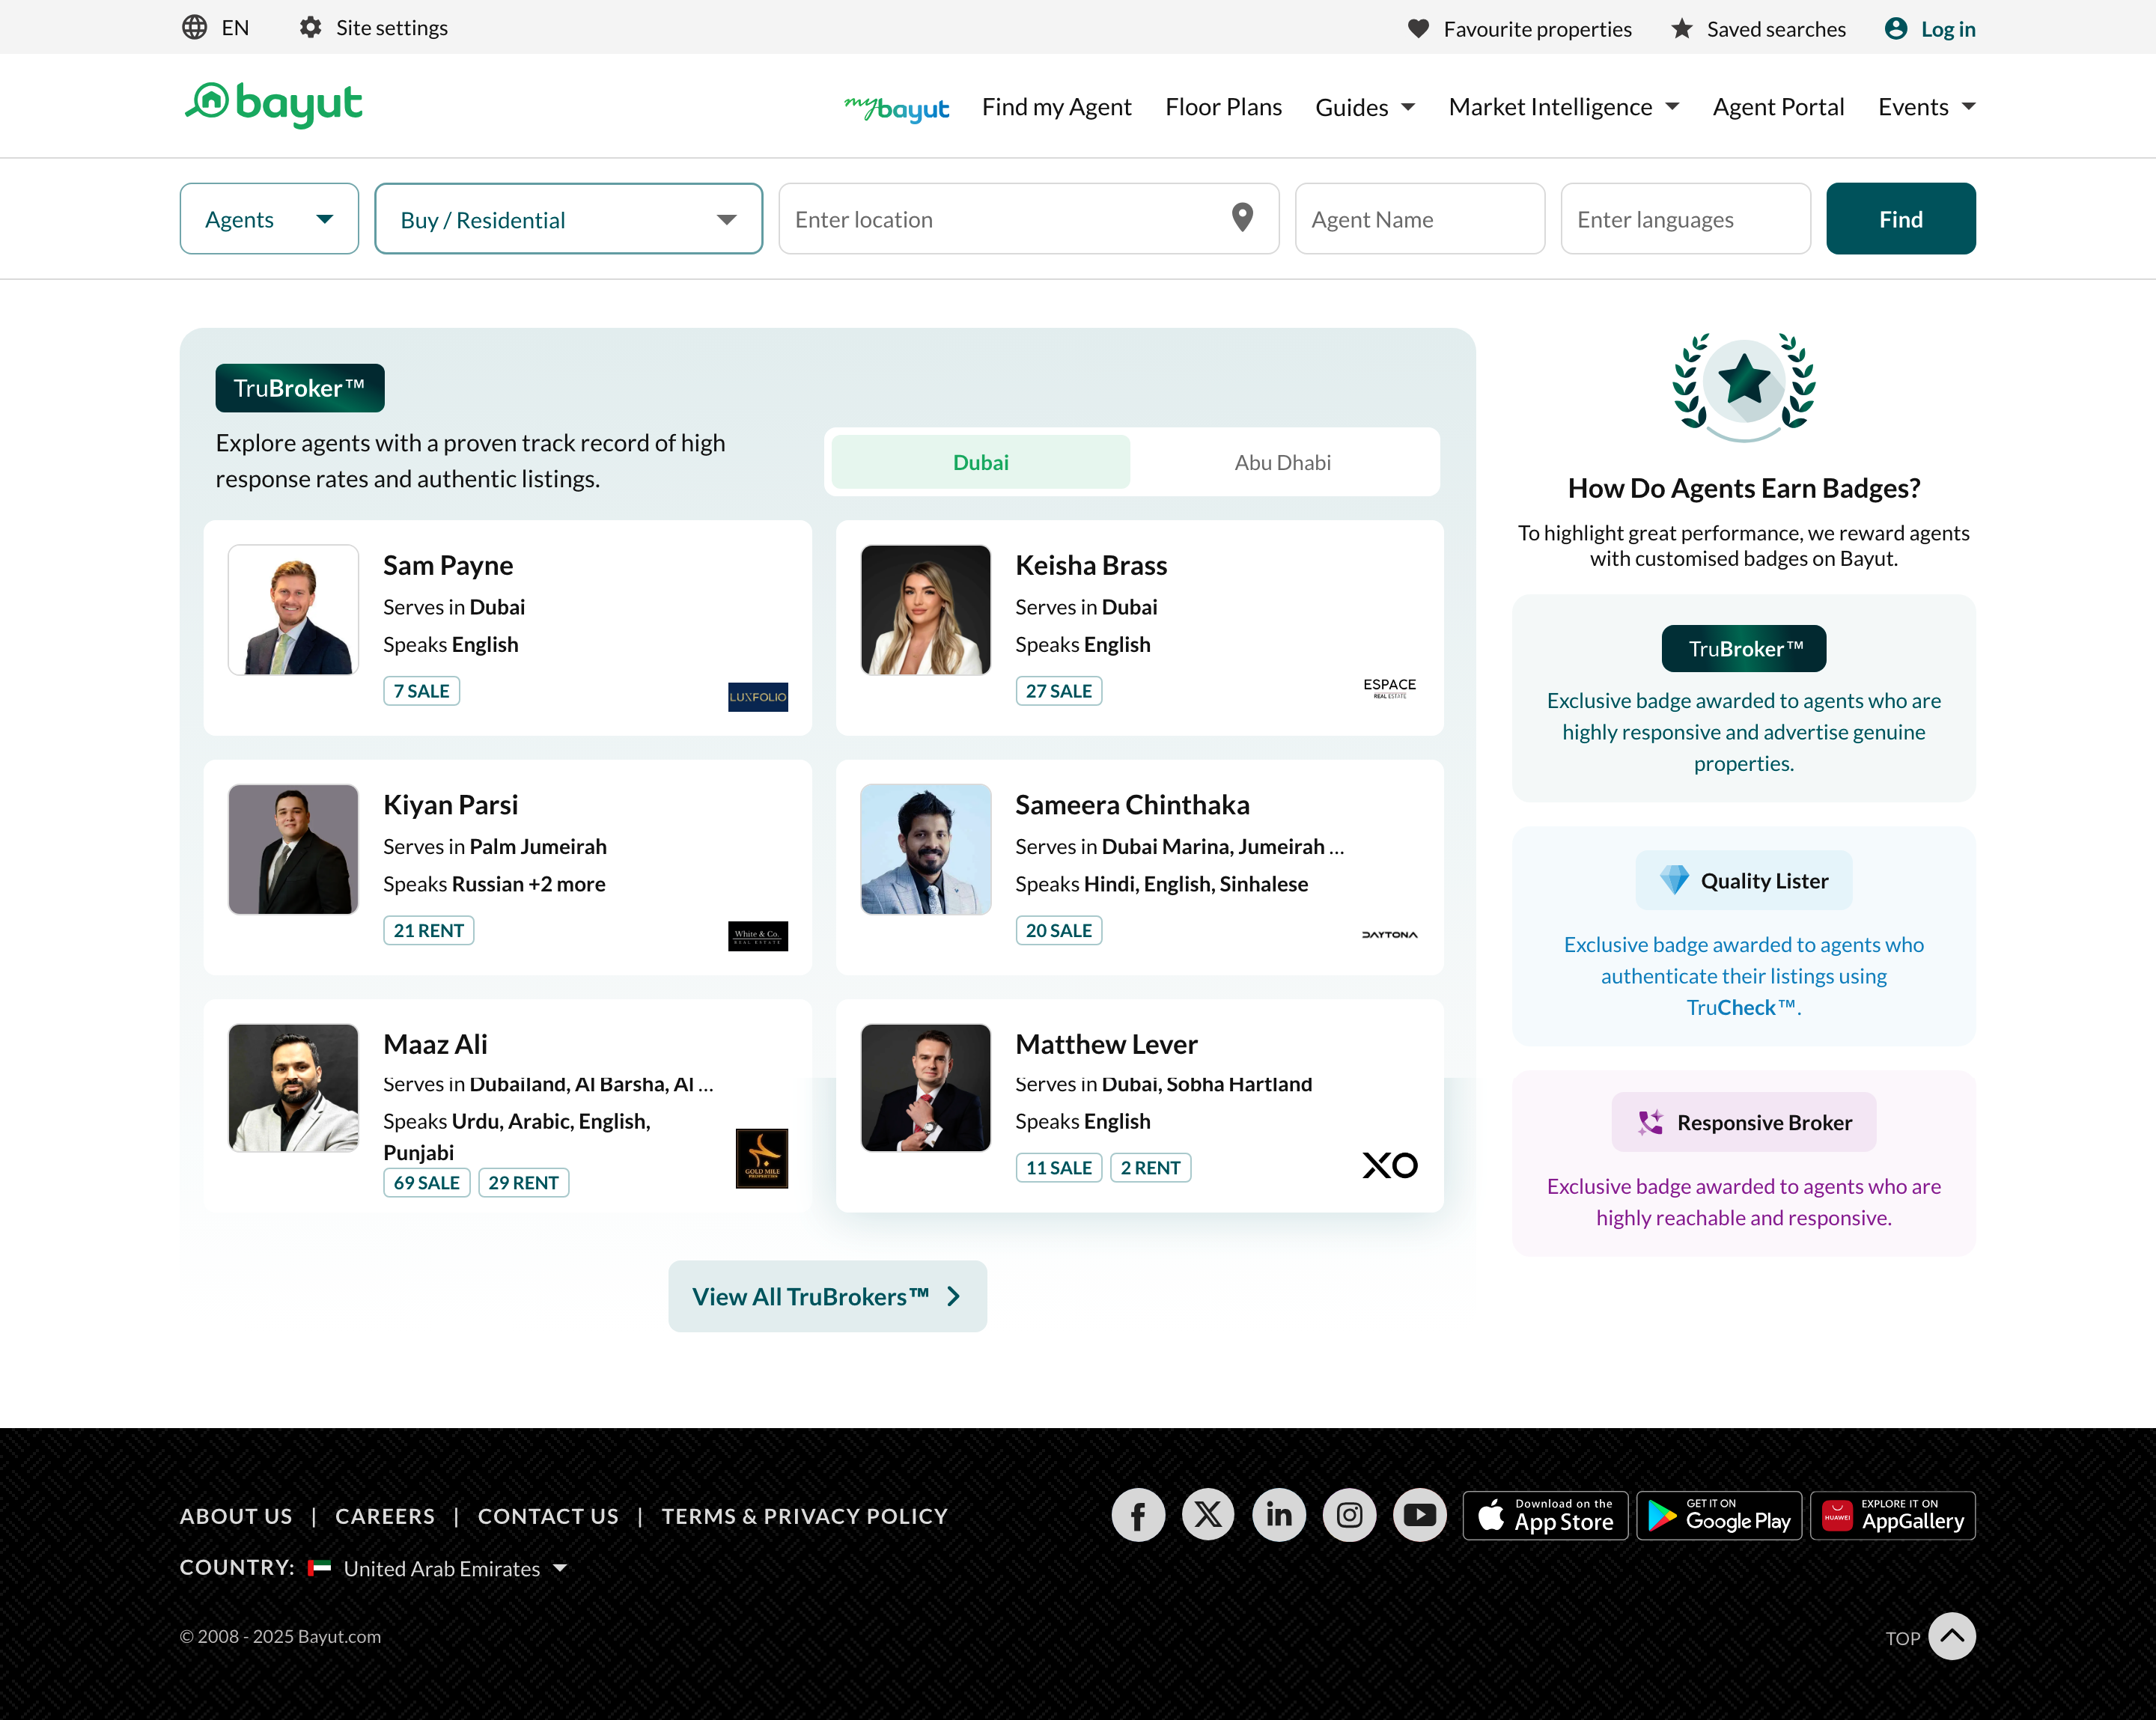 EN
Site settings
Favourite properties
Saved searches
Log in
bayut
mybayut
Find my Agent
Floor Plans
Guides
Market Intelligence
Agent Portal
Events
Agents
Buy / Residential
Enter location
Agent Name
Enter languages
Find
TruBroker™
Explore agents with a proven track record of high
response rates and authentic listings.
Dubai
Abu Dhabi
Sam Payne
Serves in Dubai
Speaks English
7 SALE
LUXFOLIO
Keisha Brass
Serves in Dubai
Speaks English
27 SALE
ESPACE
REAL ESTATE
Kiyan Parsi
Serves in Palm Jumeirah
Speaks Russian +2 more
21 RENT
White & Co.
REAL ESTATE
Sameera Chinthaka
Serves in Dubai Marina, Jumeirah ...
Speaks Hindi, English, Sinhalese
20 SALE
DAYTONA
Maaz Ali
Serves in Dubailand, Al Barsha, Al ...
Speaks Urdu, Arabic, English,
Punjabi
69 SALE
29 RENT
GOLD MILE
PROPERTIES
Matthew Lever
Serves in Dubai, Sobha Hartland
Speaks English
11 SALE
2 RENT
XO
View All TruBrokers™
How Do Agents Earn Badges?
To highlight great performance, we reward agents
with customised badges on Bayut.
TruBroker™
Exclusive badge awarded to agents who are
highly responsive and advertise genuine
properties.
Quality Lister
Exclusive badge awarded to agents who
authenticate their listings using
TruCheck™.
Responsive Broker
Exclusive badge awarded to agents who are
highly reachable and responsive.
ABOUT US | CAREERS | CONTACT US | TERMS & PRIVACY POLICY
Download on the
App Store
GET IT ON
Google Play
HUAWEI
EXPLORE IT ON
AppGallery
COUNTRY: United Arab Emirates
© 2008 - 2025 Bayut.com
TOP